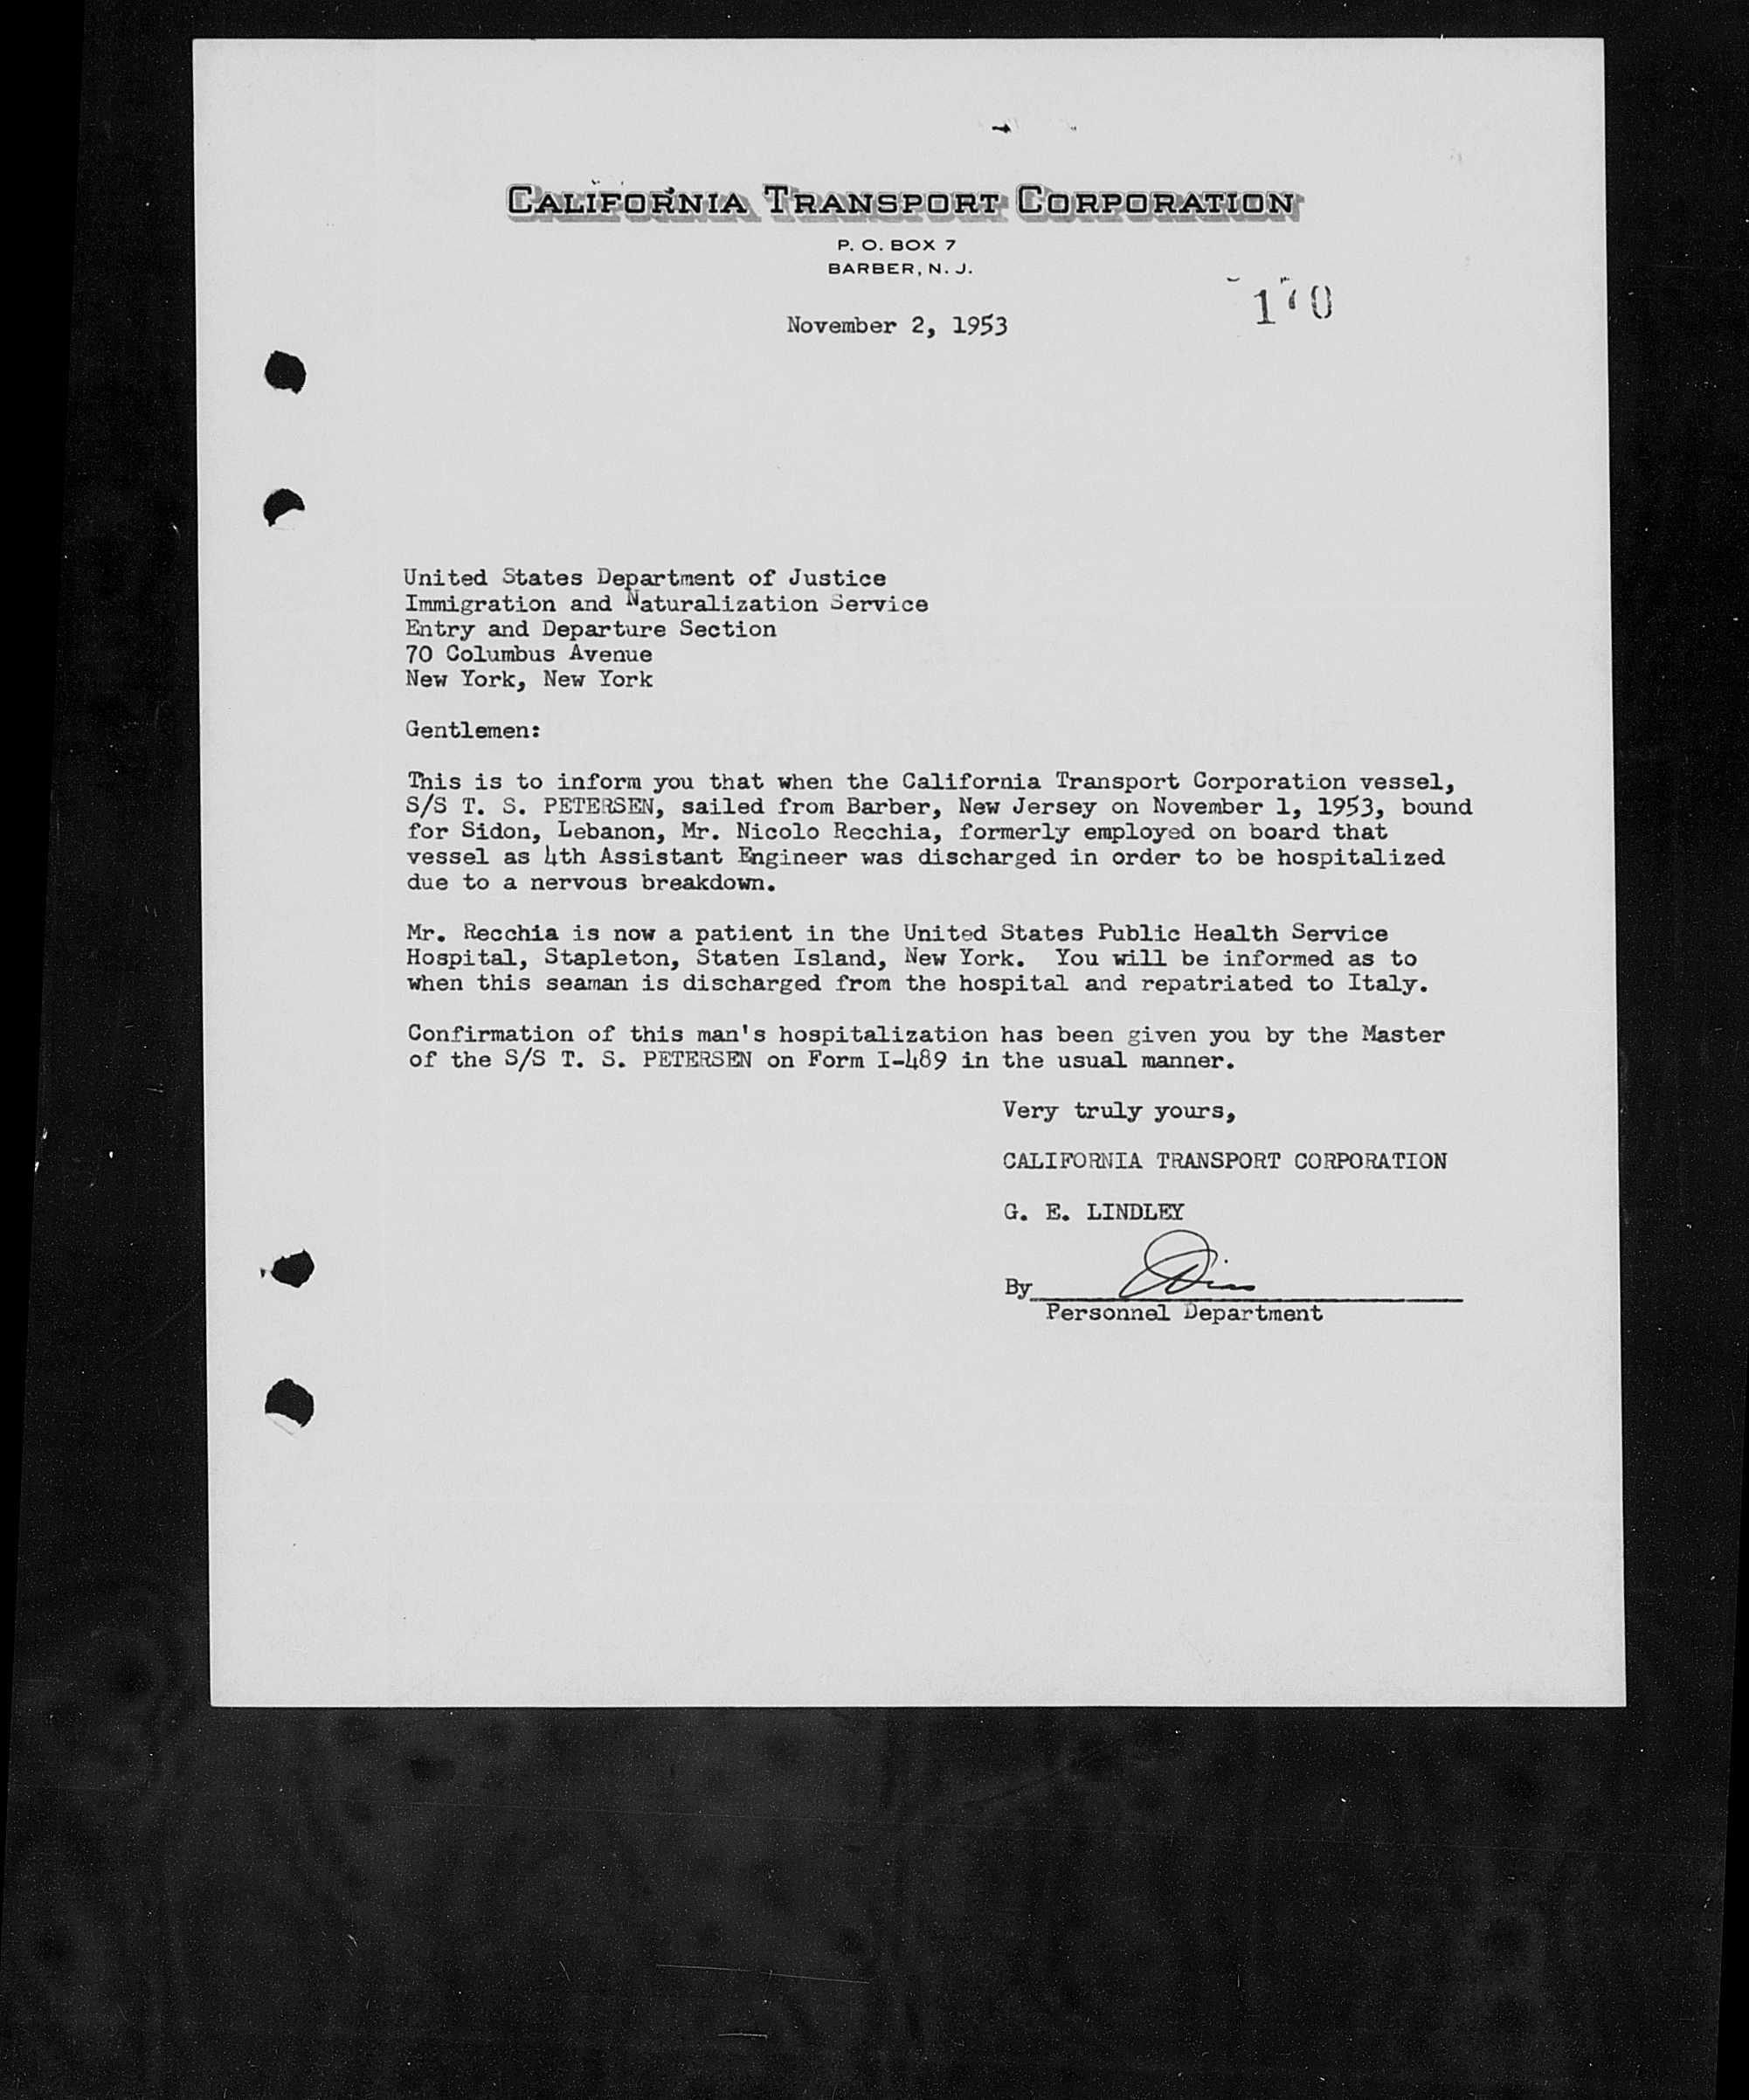 CALIFORNIA TRANSPORT CORPORATION
P. O. BOX 7
BARBER, N. J.
170
November 2, 1953
United States Department of Justice
Immigration and Naturalization Service
Entry and Departure Section
70 Columbus Avenue
New York, New York
Gentlemen:
This is to inform you that when the California Transport Corporation vessel,
S/S T. S. PETERSEN, sailed from Barber, New Jersey on November 1, 1953, bound
for Sidon, Lebanon, Mr. Nicolo Recchia, formerly employed on board that
vessel as 4th Assistant Engineer was discharged in order to be hospitalized
due to a nervous breakdown.
Mr. Recchia is now a patient in the United States Public Health Service
Hospital, Stapleton, Staten Island, New York. You will be informed as to
when this seaman is discharged from the hospital and repatriated to Italy.
Confirmation of this man's hospitalization has been given you by the Master
of the S/S T. S. PETERSEN on Form I-489 in the usual manner.
Very truly yours,
CALIFORNIA TRANSPORT CORPORATION
G. E. LINDLEY
By
Personnel Department